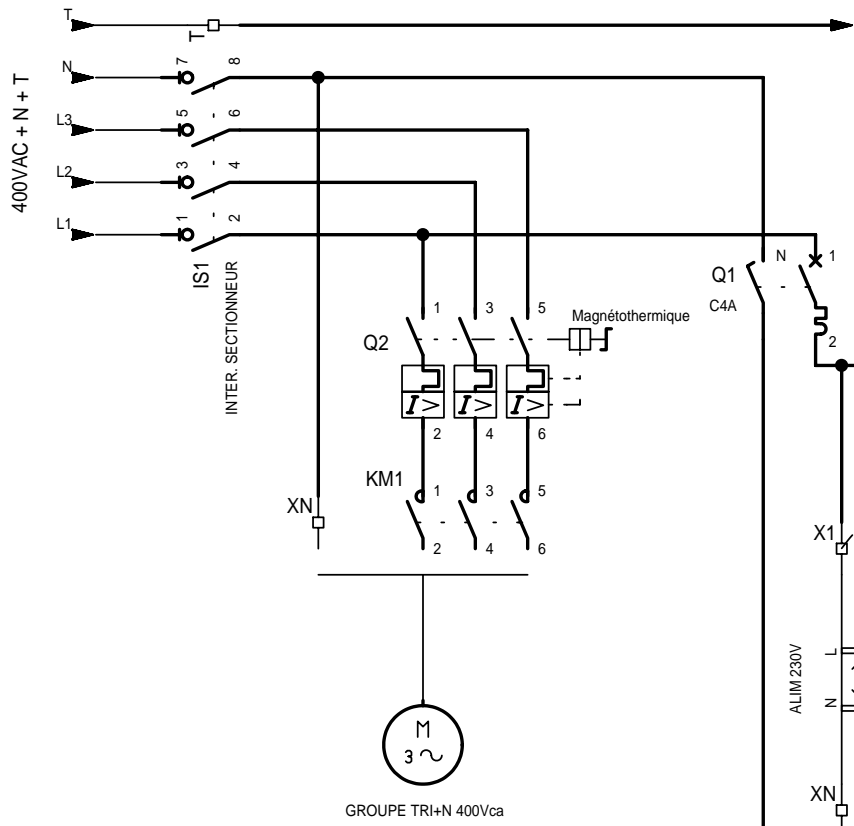 T
T
400VAC + N + T
N
7
8
L3
5
6
L2
3
4
L1
1
2
IS1
INTER. SECTIONNEUR
Q1
C4A
N
1
2
Q2
1
3
5
Magnétothermique
I >
I >
I >
2
4
6
KM1
1
3
5
2
4
6
XN
X1
ALIM 230V
L
N
XN
M
3 ~
GROUPE TRI+N 400Vca